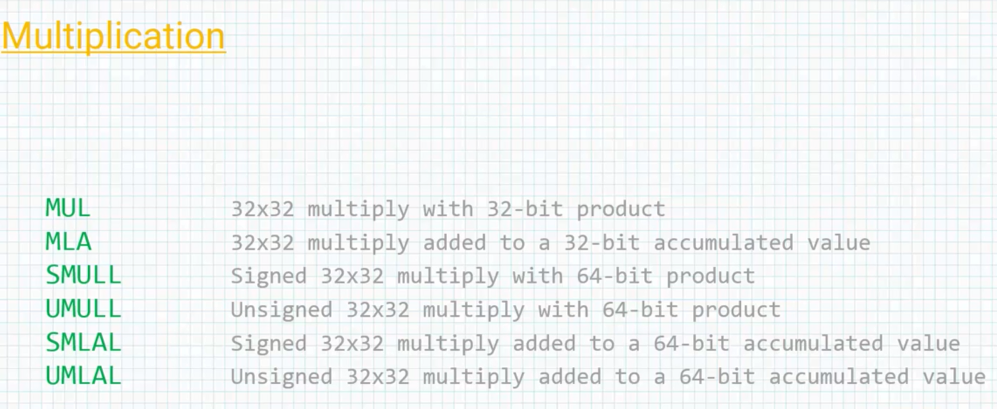 Multiplication
MUL 32x32 multiply with 32-bit product
MLA 32x32 multiply added to a 32-bit accumulated value
SMULL Signed 32x32 multiply with 64-bit product
UMULL Unsigned 32x32 multiply with 64-bit product
SMLAL Signed 32x32 multiply added to a 64-bit accumulated value
UMLAL Unsigned 32x32 multiply added to a 64-bit accumulated value